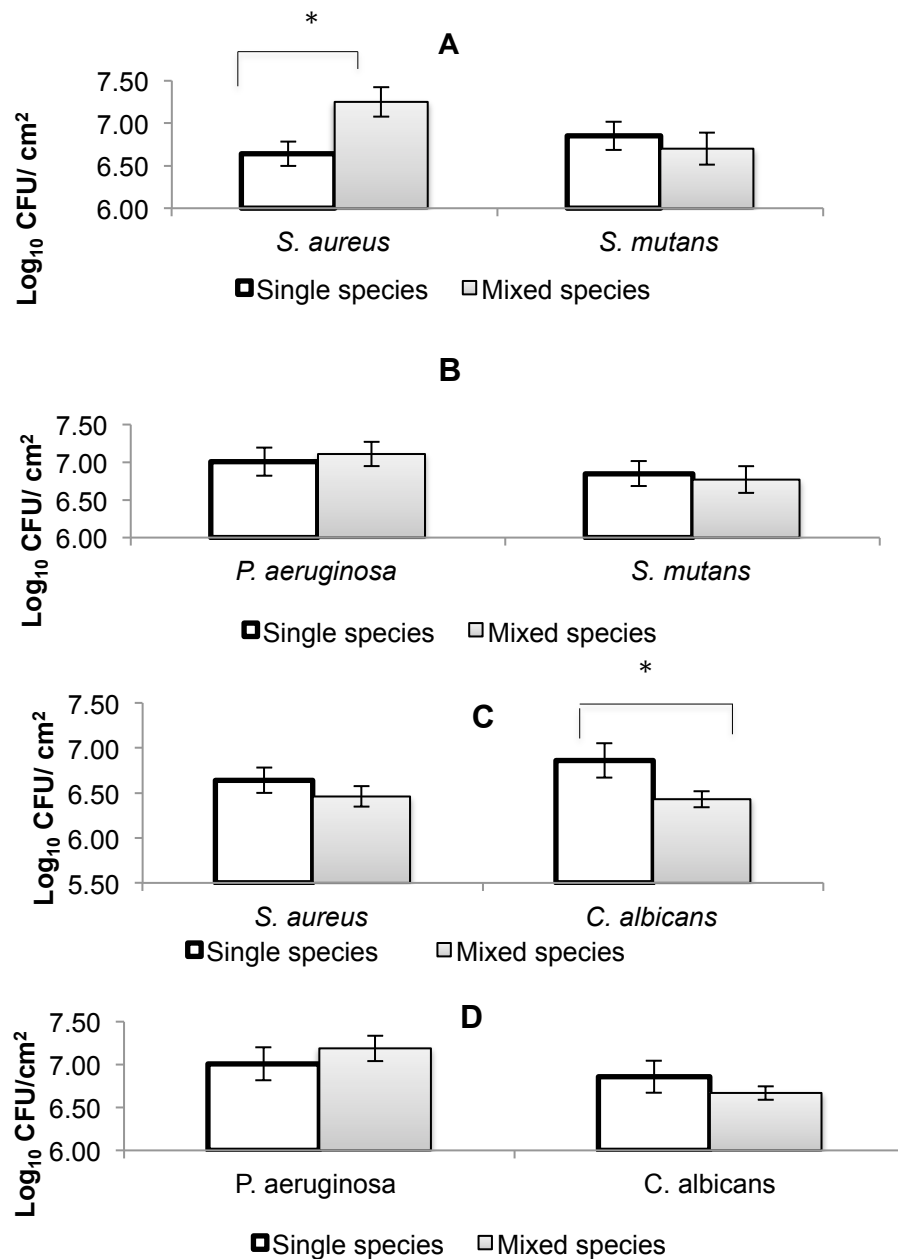 *
A
Log₁₀ CFU/ cm²
7.50
7.00
6.50
6.00
S. aureus S. mutans
Single species Mixed species
B
Log₁₀ CFU/ cm²
7.50
7.00
6.50
6.00
P. aeruginosa S. mutans
Single species Mixed species
*
C
Log₁₀ CFU/ cm²
7.50
7.00
6.50
6.00
5.50
S. aureus C. albicans
Single species Mixed species
D
Log₁₀ CFU/cm²
7.50
7.00
6.50
6.00
P. aeruginosa C. albicans
Single species Mixed species